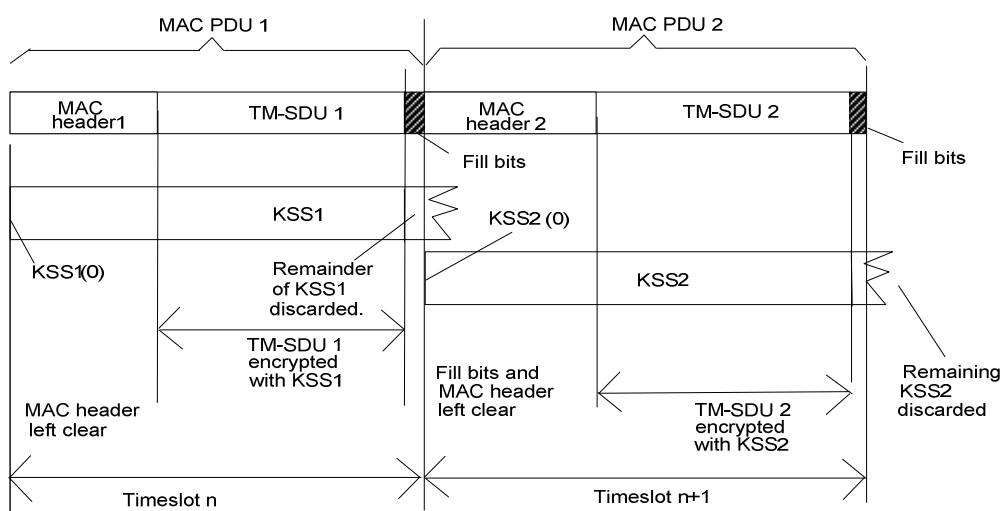 MAC PDU 1
MAC PDU 2
MAC
header1
TM-SDU 1
MAC
header 2
TM-SDU 2
Fill bits
Fill bits
KSS1
KSS2 (0)
KSS1(0)
Remainder
of KSS1
discarded.
KSS2
TM-SDU 1
encrypted
with KSS1
Fill bits and
MAC header
left clear
Remaining
KSS2
discarded
MAC header
left clear
TM-SDU 2
encrypted
with KSS2
Timeslot n
Timeslot n+1